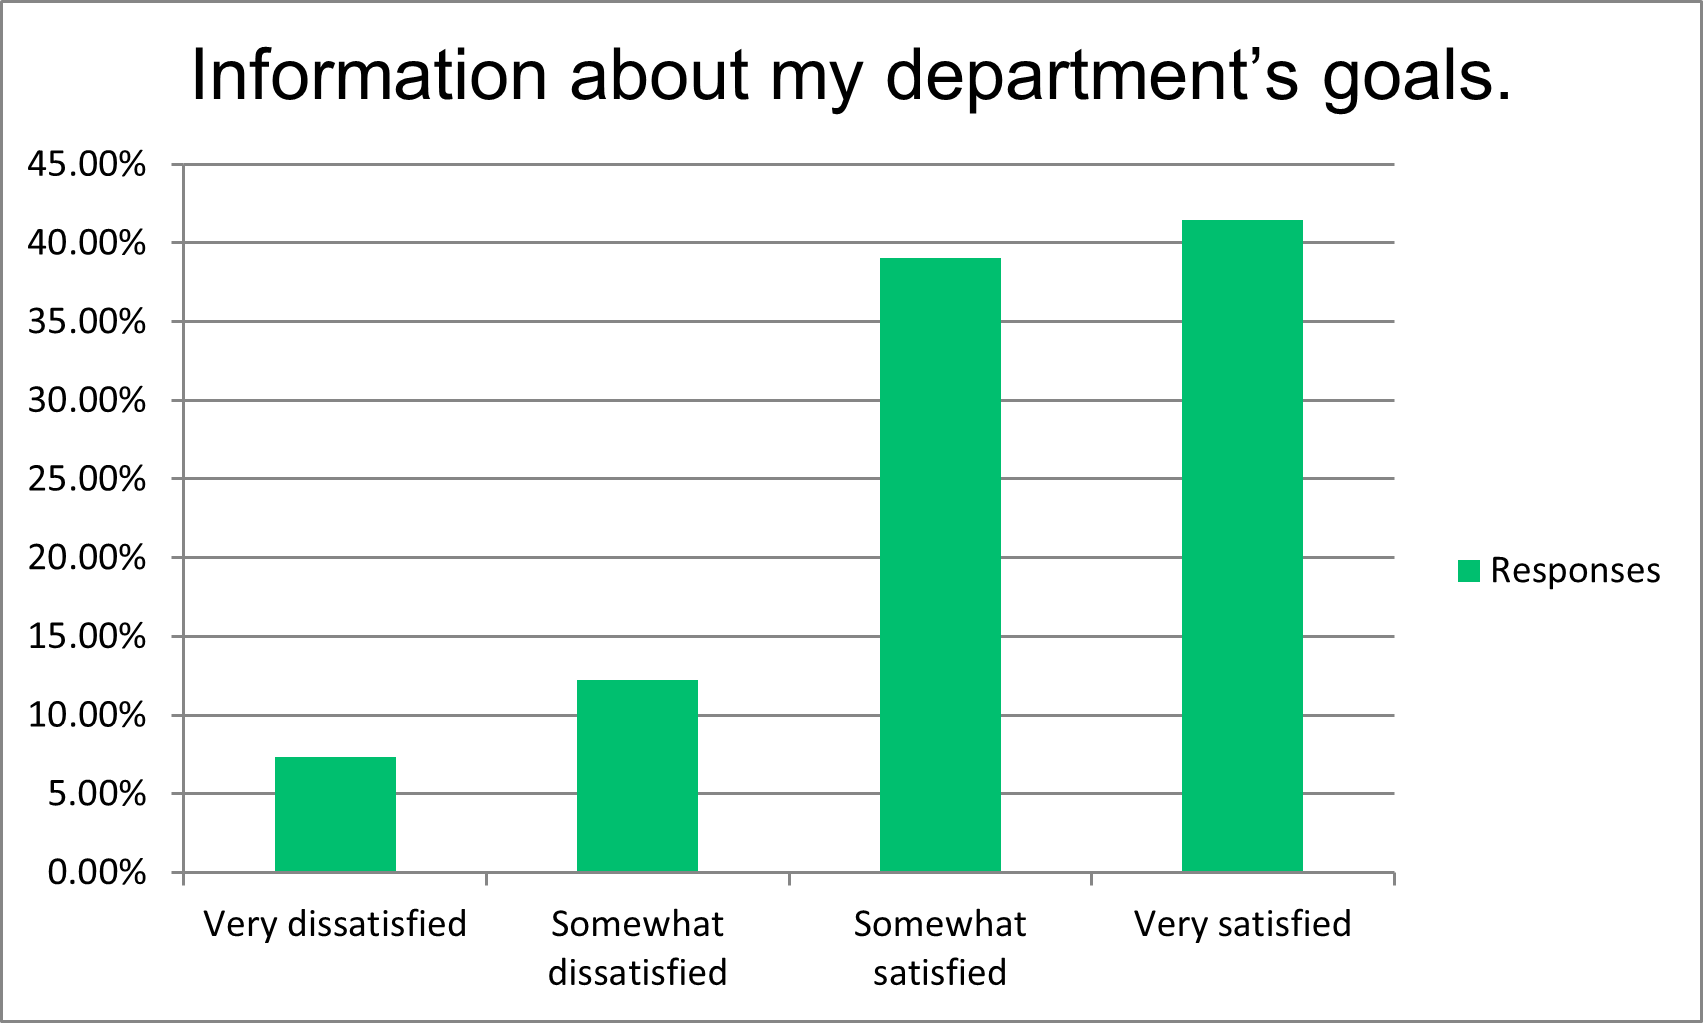 Information about my department’s goals.
45.00%
40.00%
35.00%
30.00%
25.00%
20.00%
15.00%
10.00%
5.00%
0.00%
Very dissatisfied
Somewhat
dissatisfied
Somewhat
satisfied
Very satisfied
Responses